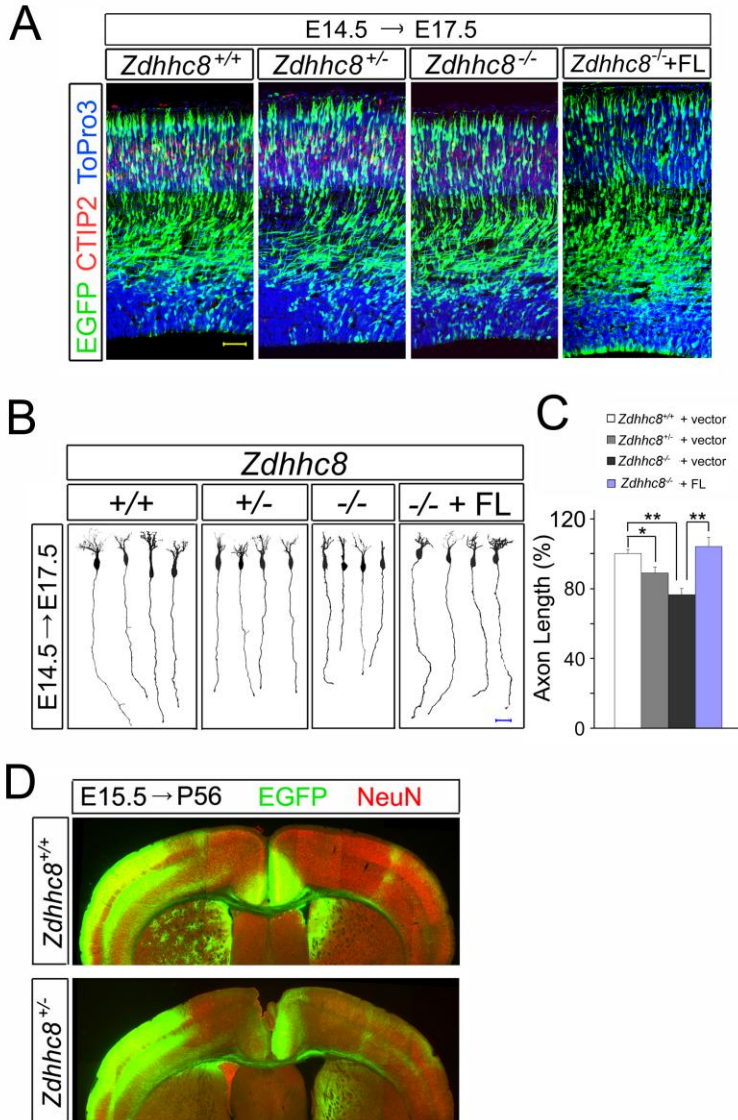 A
E14.5 → E17.5
Zdhhc8+/+ Zdhhc8+/- Zdhhc8-/- Zdhhc8-/-+FL
EGFP CTIP2 ToPro3
B
Zdhhc8
+/+ +/- -/- -/- + FL
E14.5 → E17.5
C
Zdhhc8+/+ + vector
Zdhhc8+/- + vector
Zdhhc8-/- + vector
Zdhhc8-/- + FL
Axon Length (%)
120
80
40
0
*
**
**
D
E15.5 → P56 EGFP NeuN
Zdhhc8+/+
Zdhhc8+/-